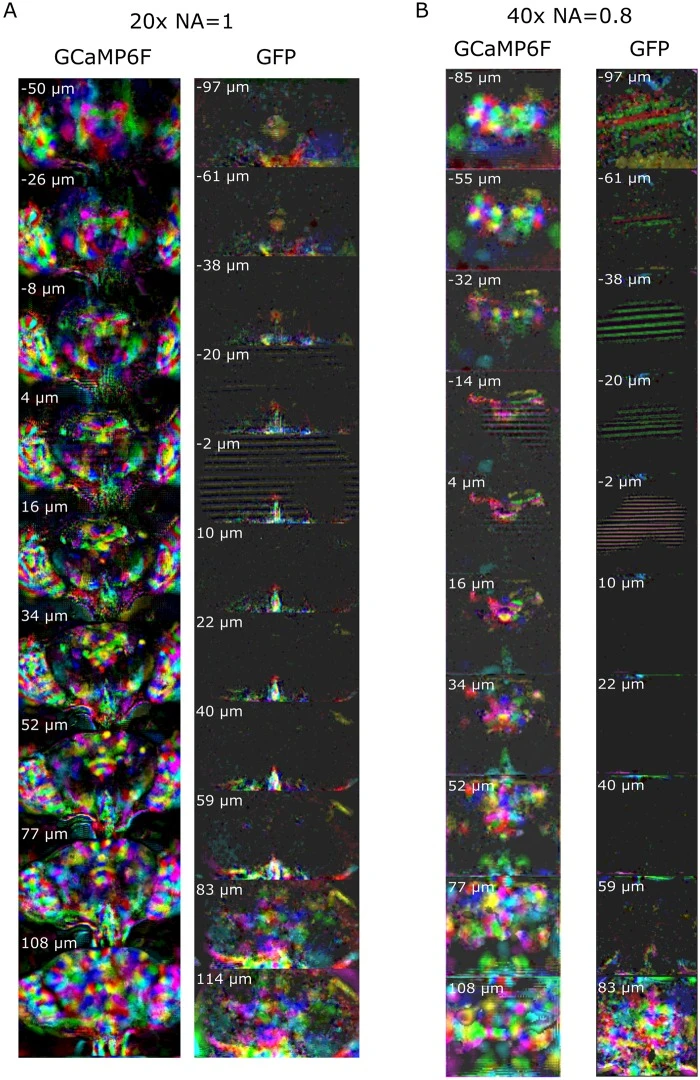 A
20x NA=1
GCaMP6F
GFP
-50 µm
-26 µm
-8 µm
4 µm
16 µm
34 µm
52 µm
77 µm
108 µm
-97 µm
-61 µm
-38 µm
-20 µm
-2 µm
10 µm
22 µm
40 µm
59 µm
83 µm
114 µm
B
40x NA=0.8
GCaMP6F
GFP
-85 µm
-55 µm
-32 µm
-14 µm
4 µm
16 µm
34 µm
52 µm
77 µm
108 µm
-97 µm
-61 µm
-38 µm
-20 µm
-2 µm
10 µm
22 µm
40 µm
59 µm
83 µm